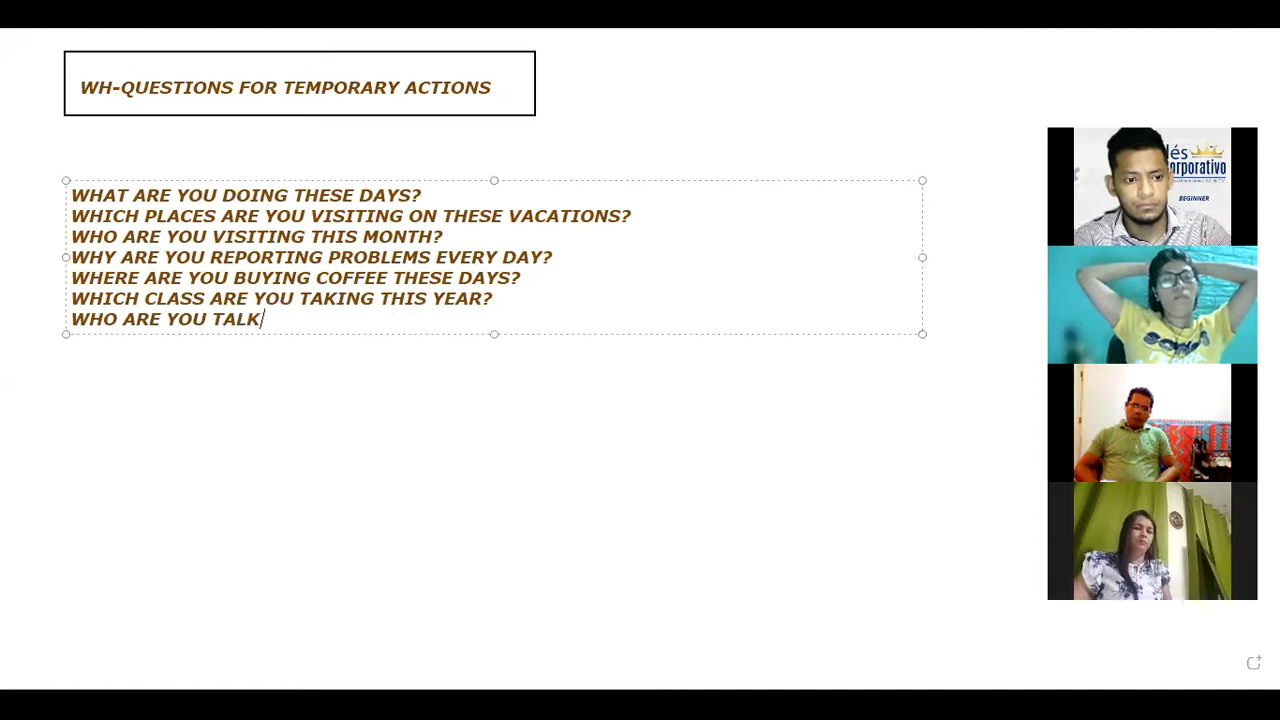 WH-QUESTIONS FOR TEMPORARY ACTIONS
WHAT ARE YOU DOING THESE DAYS?
WHICH PLACES ARE YOU VISITING ON THESE VACATIONS?
WHO ARE YOU VISITING THIS MONTH?
WHY ARE YOU REPORTING PROBLEMS EVERY DAY?
WHERE ARE YOU BUYING COFFEE THESE DAYS?
WHICH CLASS ARE YOU TAKING THIS YEAR?
WHO ARE YOU TALK
lés
orporativo
BEGINNER